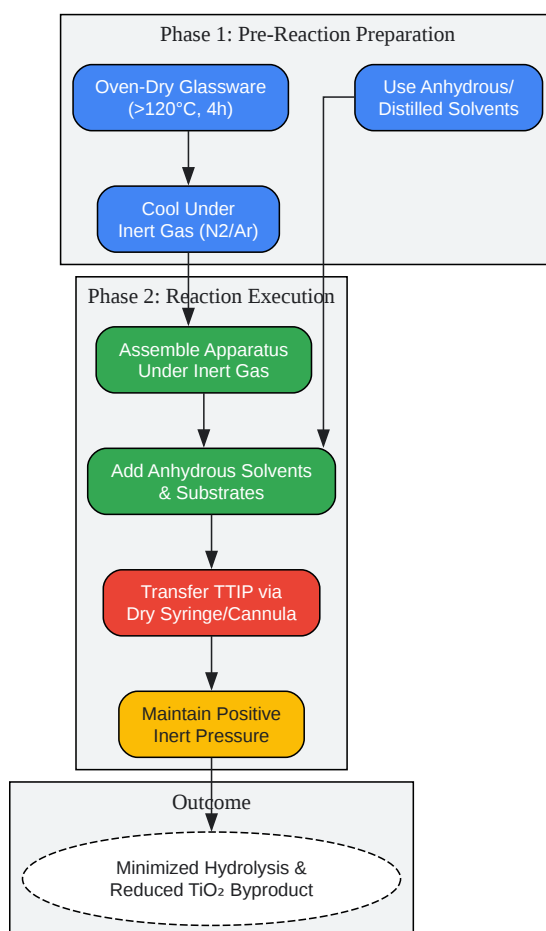 Phase 1: Pre-Reaction Preparation
Oven-Dry Glassware
(>120°C, 4h)
Use Anhydrous/
Distilled Solvents
Cool Under
Inert Gas (N2/Ar)
Phase 2: Reaction Execution
Assemble Apparatus
Under Inert Gas
Add Anhydrous Solvents
& Substrates
Transfer TTIP via
Dry Syringe/Cannula
Maintain Positive
Inert Pressure
Outcome
Minimized Hydrolysis &
Reduced TiO₂ Byproduct